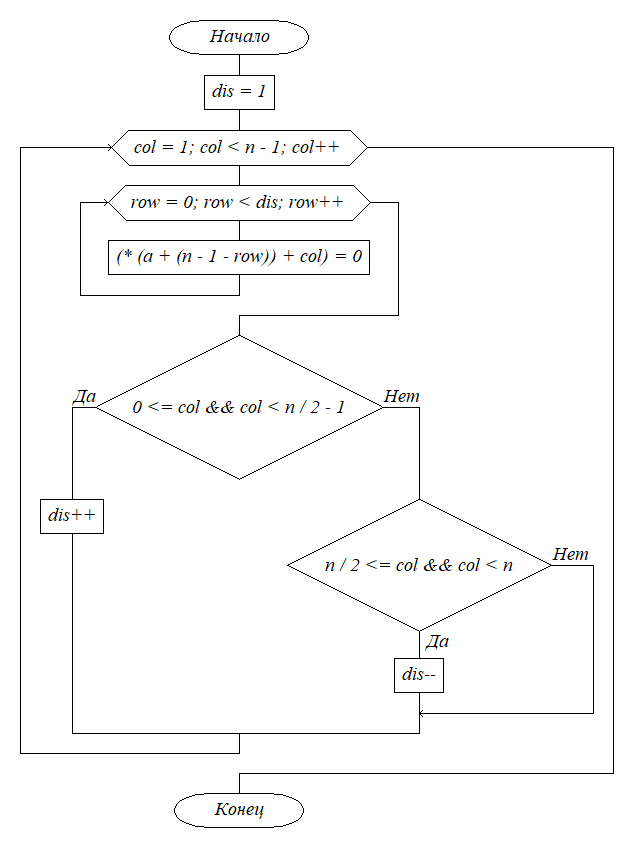 Начало
dis = 1
col = 1; col < n - 1; col++
row = 0; row < dis; row++
(* (a + (n - 1 - row)) + col) = 0
Да
0 <= col && col < n / 2 - 1
Нет
dis++
n / 2 <= col && col < n
Нет
Да
dis--
Конец